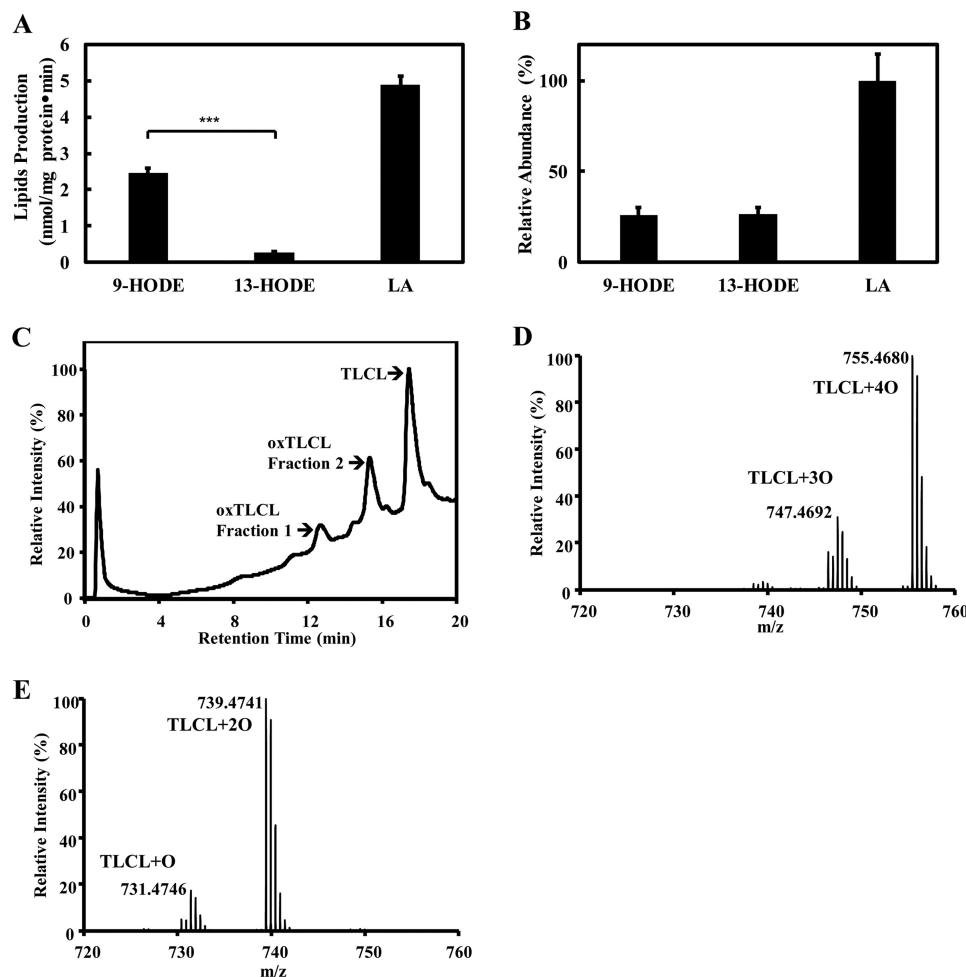 A
Lipids Production
(nmol/mg protein•min)
6
5
4
3
2
1
0
***
9-HODE 13-HODE LA
B
Relative Abundance (%)
100
50
0
9-HODE 13-HODE LA
C
Relative Intensity (%)
100
80
60
40
20
0
TLCL→
oxTLCL
Fraction 2→
oxTLCL
Fraction 1→
0 4 8 12 16 20
Retention Time (min)
D
Relative Intensity (%)
100
80
60
40
20
0
755.4680
TLCL+4O
TLCL+3O
747.4692
720 730 740 750 760
m/z
E
Relative Intensity (%)
100
80
60
40
20
0
739.4741
TLCL+2O
TLCL+O
731.4746
720 730 740 750 760
m/z